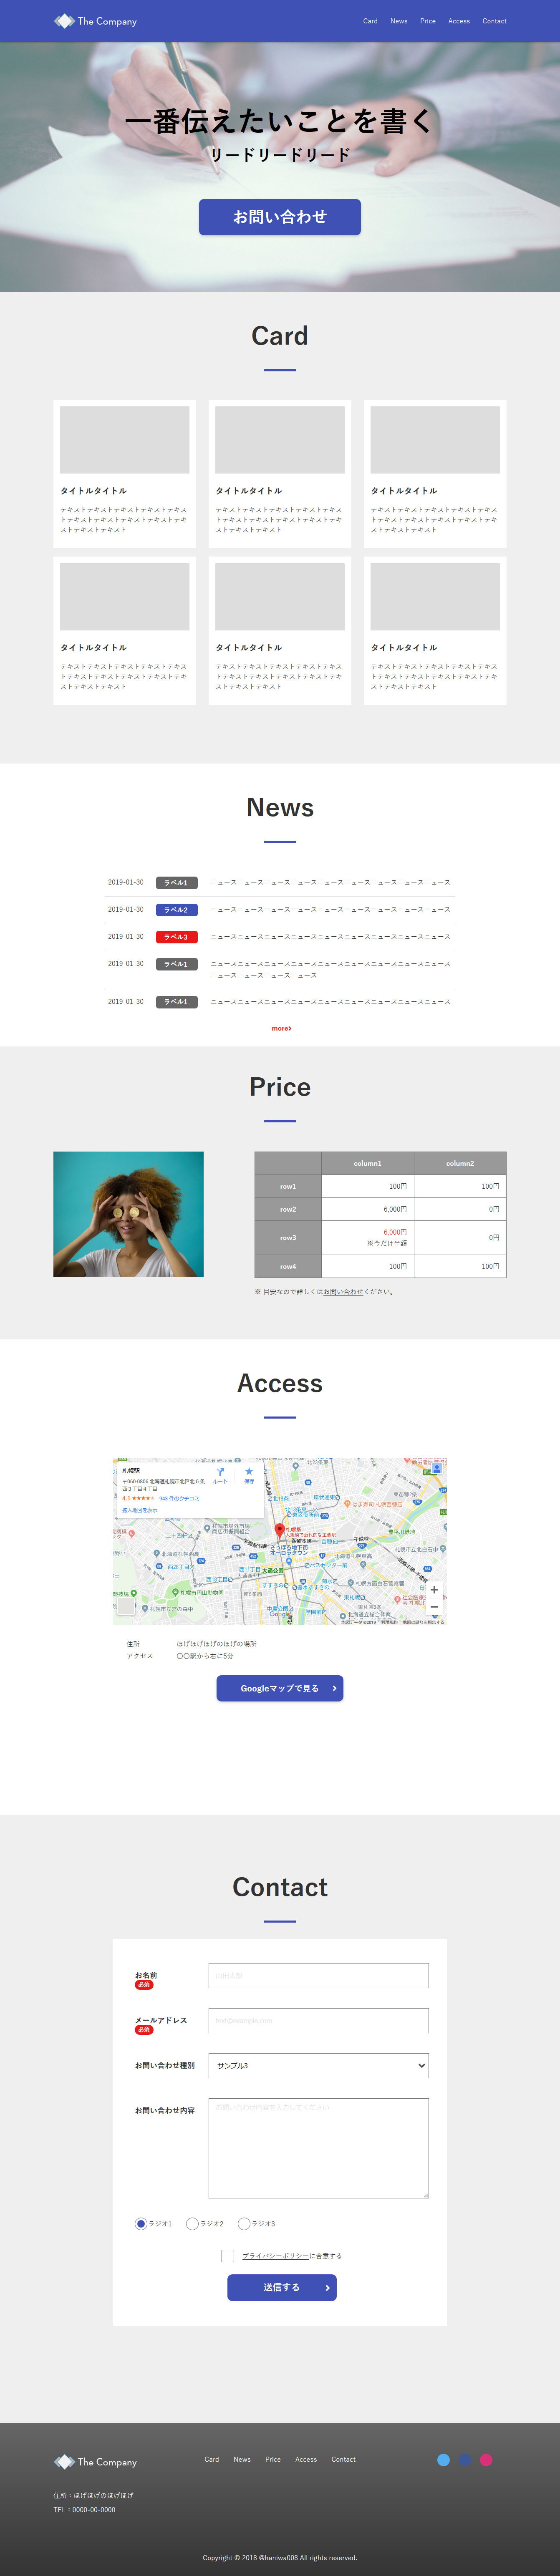 The Company
Card News Price Access Contact
一番伝えたいことを書く
リードリードリード
お問い合わせ
Card
タイトルタイトル
テキストテキストテキストテキストテキス
トテキストテキストテキストテキストテキ
ストテキストテキスト
タイトルタイトル
テキストテキストテキストテキストテキス
トテキストテキストテキストテキストテキ
ストテキストテキスト
タイトルタイトル
テキストテキストテキストテキストテキス
トテキストテキストテキストテキストテキ
ストテキストテキスト
タイトルタイトル
テキストテキストテキストテキストテキス
トテキストテキストテキストテキストテキ
ストテキストテキスト
タイトルタイトル
テキストテキストテキストテキストテキス
トテキストテキストテキストテキストテキ
ストテキストテキスト
タイトルタイトル
テキストテキストテキストテキストテキス
トテキストテキストテキストテキストテキ
ストテキストテキスト
News
2019-01-30 ラベル1 ニュースニュースニュースニュースニュースニュースニュースニュースニュース
2019-01-30 ラベル2 ニュースニュースニュースニュースニュースニュースニュースニュースニュース
2019-01-30 ラベル3 ニュースニュースニュースニュースニュースニュースニュースニュースニュース
2019-01-30 ラベル1 ニュースニュースニュースニュースニュースニュースニュースニュースニュース
ニュースニュースニュースニュース
2019-01-30 ラベル1 ニュースニュースニュースニュースニュースニュースニュースニュースニュース
more
Price
column1 column2
row1 100円 100円
row2 6,000円 0円
row3 6,000円 0円
※今だけ半額
row4 100円 100円
※ 目安なので詳しくはお問い合わせください。
Access
札幌駅
〒060-0806 北海道札幌市北区北６条
西３丁目４丁目
4.1 943 件のクチコミ
拡大地図を表示
ルート
保存
札幌駅
さっぽろ地下街
オーロラタウン
大通公園
札幌市円山動物園
Google
住所 ほげほげほげのほげの場所
アクセス 〇〇駅から右に5分
Googleマップで見る
Contact
お名前
必須
山田太郎
メールアドレス
必須
お問い合わせ種別
サンプル3
お問い合わせ内容
お問い合わせ内容を入力してください
ラジオ1 ラジオ2 ラジオ3
プライバシーポリシーに合意する
送信する
The Company
Card News Price Access Contact
住所：ほげほげのほげほげ
TEL：0000-00-0000
Copyright © 2018 @haniwa008 All rights reserved.